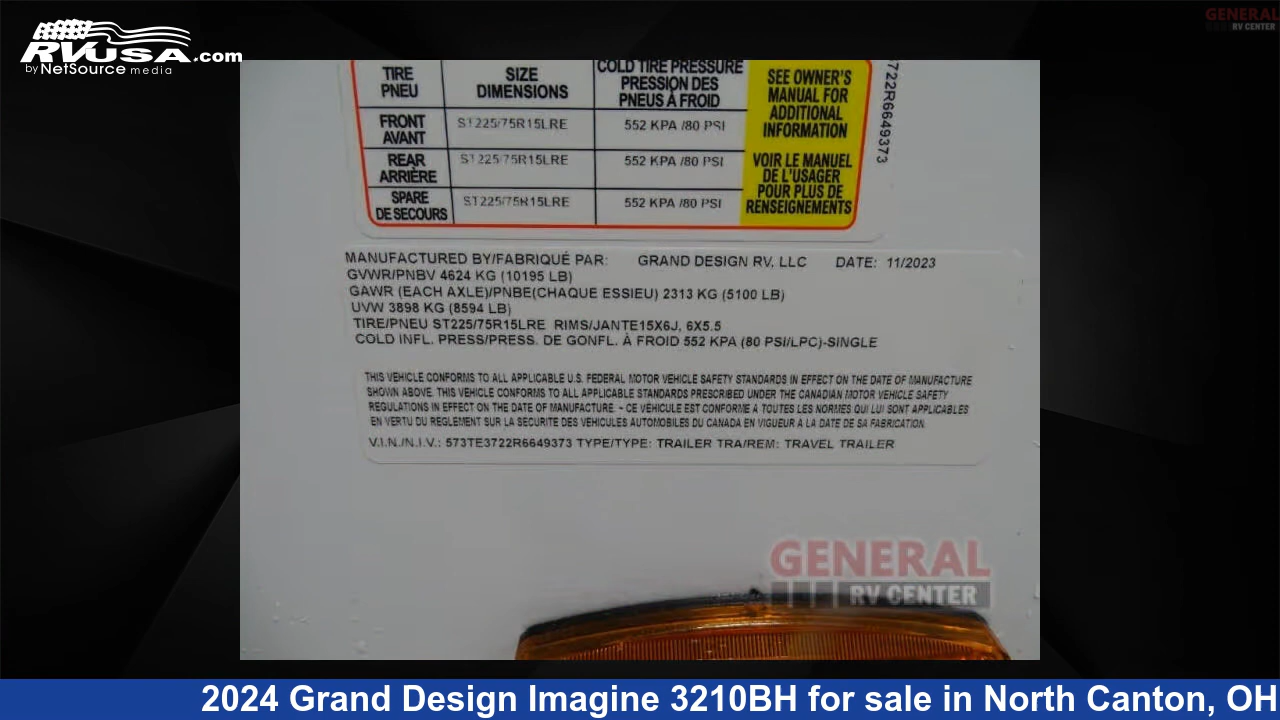 RVUSA.com
by NetSource media
GENERAL
RV CENTER
TIRE
PNEU
SIZE
DIMENSIONS
COLD TIRE PRESSURE
PRESSION DES
PNEUS À FROID
SEE OWNER'S
MANUAL FOR
ADDITIONAL
INFORMATION
VOIR LE MANUEL
DE L'USAGER
POUR PLUS DE
RENSEIGNEMENTS
FRONT
AVANT
ST225/75R15LRE
552 KPA /80 PSI
REAR
ARRIÈRE
ST225/75R15LRE
552 KPA /80 PSI
SPARE
DE SECOURS
ST225/75R15LRE
552 KPA /80 PSI
722R6649373
MANUFACTURED BY/FABRIQUÉ PAR: GRAND DESIGN RV, LLC DATE: 11/2023
GVWR/PNBV 4624 KG (10195 LB)
GAWR (EACH AXLE)/PNBE(CHAQUE ESSIEU) 2313 KG (5100 LB)
UVW 3898 KG (8594 LB)
TIRE/PNEU ST225/75R15LRE RIMS/JANTE15X6J, 6X5.5
COLD INFL. PRESS/PRESS. DE GONFL. À FROID 552 KPA (80 PSI/LPC)-SINGLE
THIS VEHICLE CONFORMS TO ALL APPLICABLE U.S. FEDERAL MOTOR VEHICLE SAFETY STANDARDS IN EFFECT ON THE DATE OF MANUFACTURE
SHOWN ABOVE. THIS VEHICLE CONFORMS TO ALL APPLICABLE STANDARDS PRESCRIBED UNDER THE CANADIAN MOTOR VEHICLE SAFETY
REGULATIONS IN EFFECT ON THE DATE OF MANUFACTURE. ~ CE VÉHICULE EST CONFORME À TOUTES LES NORMES QUI LUI SONT APPLICABLES
EN VERTU DU REGLEMENT SUR LA SECURITE DES VEHICULES AUTOMOBILES DU CANADA EN VIGUEUR A LA DATE DE SA FABRICATION.
V.I.N./N.I.V.: 573TE3722R6649373 TYPE/TYPE: TRAILER TRA/REM: TRAVEL TRAILER
GENERAL
RV CENTER
2024 Grand Design Imagine 3210BH for sale in North Canton, OH